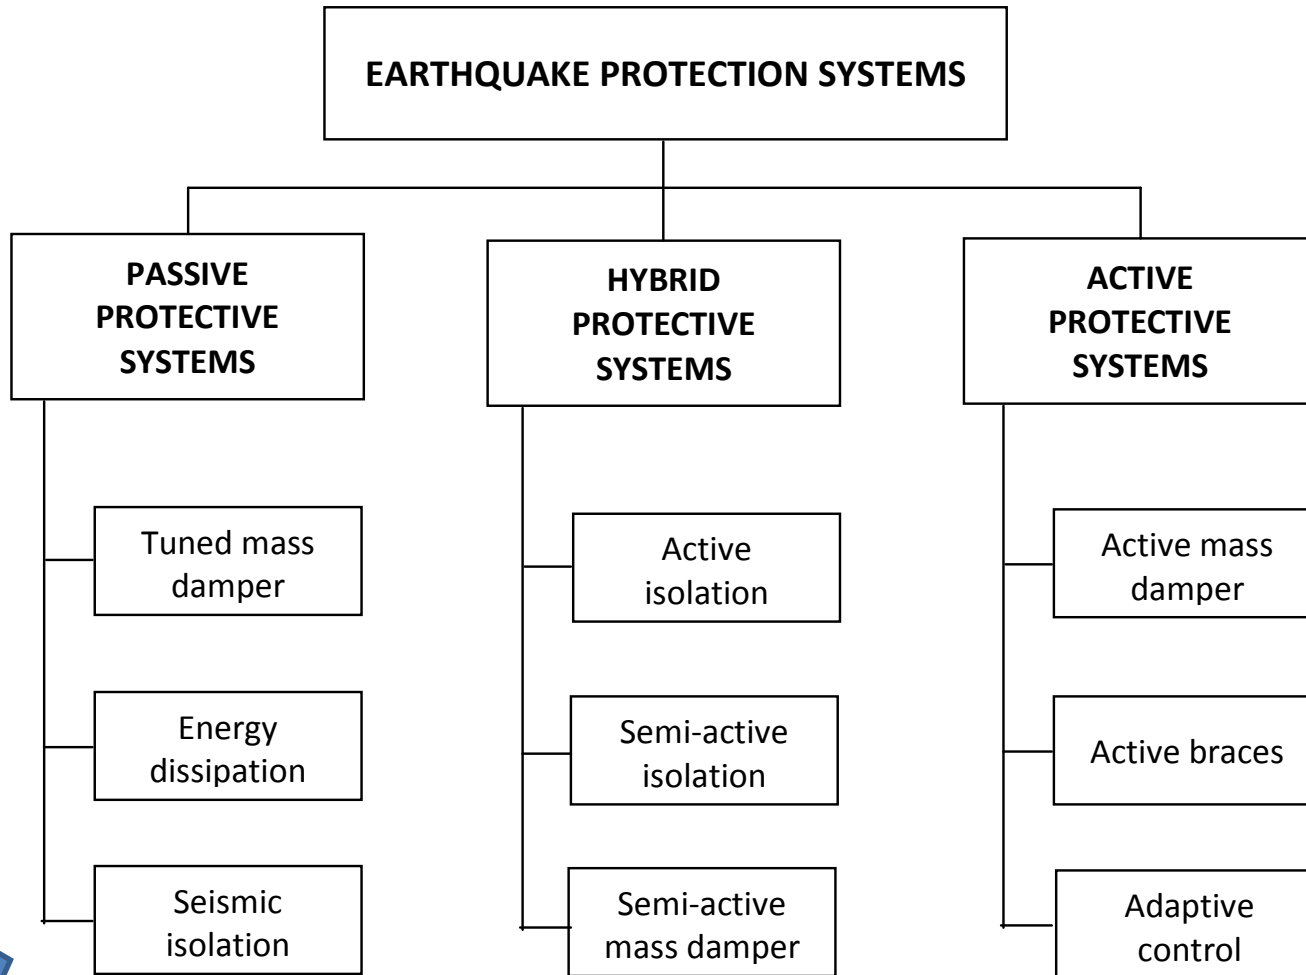 EARTHQUAKE PROTECTION SYSTEMS
PASSIVE
PROTECTIVE
SYSTEMS
Tuned mass
damper
Energy
dissipation
Seismic
isolation
HYBRID
PROTECTIVE
SYSTEMS
Active
isolation
Semi-active
isolation
Semi-active
mass damper
ACTIVE
PROTECTIVE
SYSTEMS
Active mass
damper
Active braces
Adaptive
control